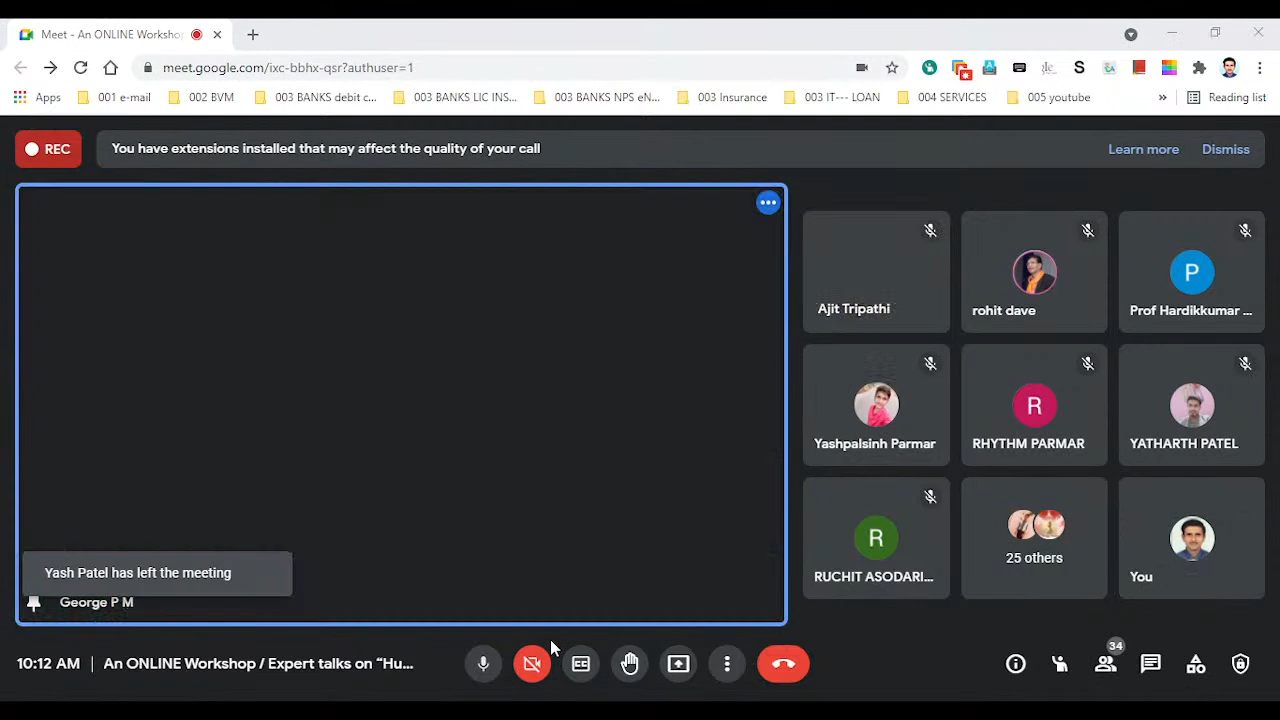 Meet - An ONLINE Worksho
meet.google.com/ixc-bbhx-qsr?authuser=1
Apps 001 e-mail 002 BVM 003 BANKS debit c... 003 BANKS LIC INS... 003 BANKS NPS eN... 003 Insurance 003 IT--- LOAN 004 SERVICES 005 youtube » Reading list
REC You have extensions installed that may affect the quality of your call Learn more Dismiss
Ajit Tripathi
rohit dave
P
Prof Hardikkumar ...
Yashpalsinh Parmar
R
RHYTHM PARMAR
YATHARTH PATEL
R
RUCHIT ASODARI...
25 others
You
Yash Patel has left the meeting
George P M
10:12 AM | An ONLINE Workshop / Expert talks on “Hu...
CC
34